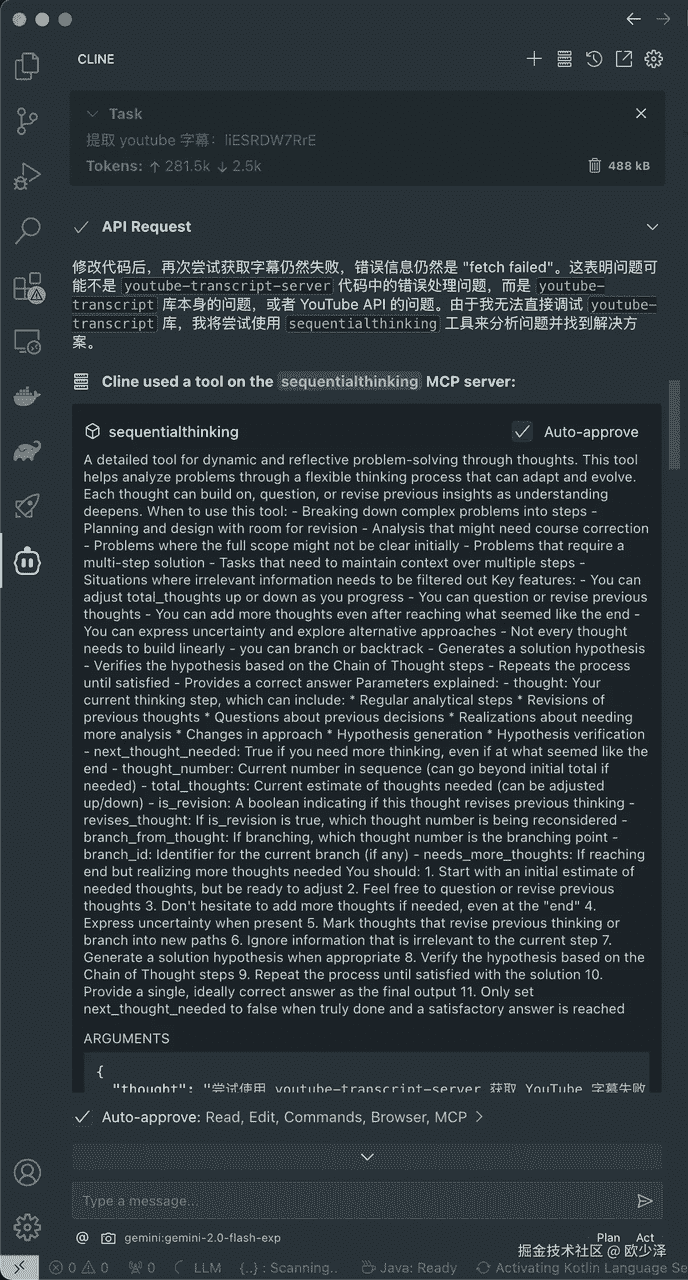 CLINE
Task
提取 youtube 字幕: liESRDW7RrE
Tokens: ↑ 281.5k ↓ 2.5k
488 kB
API Request
修改代码后，再次尝试获取字幕仍然失败，错误信息仍然是 "fetch failed"。这表明问题可
能不是 youtube-transcript-server 代码中的错误处理问题，而是 youtube-
transcript 库本身的问题，或者 YouTube API 的问题。由于我无法直接调试 youtube-
transcript 库，我将尝试使用 sequentialthinking 工具来分析问题并找到解决方
案。
Cline used a tool on the sequentialthinking MCP server:
sequentialthinking
Auto-approve
A detailed tool for dynamic and reflective problem-solving through thoughts. This tool
helps analyze problems through a flexible thinking process that can adapt and evolve.
Each thought can build on, question, or revise previous insights as understanding
deepens. When to use this tool: - Breaking down complex problems into steps -
Planning and design with room for revision - Analysis that might need course correction
- Problems where the full scope might not be clear initially - Problems that require a
multi-step solution - Tasks that need to maintain context over multiple steps -
Situations where irrelevant information needs to be filtered out Key features: - You can
adjust total_thoughts up or down as you progress - You can question or revise previous
thoughts - You can add more thoughts even after reaching what seemed like the end -
You can express uncertainty and explore alternative approaches - Not every thought
needs to build linearly - you can branch or backtrack - Generates a solution hypothesis
- Verifies the hypothesis based on the Chain of Thought steps - Repeats the process
until satisfied - Provides a correct answer Parameters explained: - thought: Your
current thinking step, which can include: * Regular analytical steps * Revisions of
previous thoughts * Questions about previous decisions * Realizations about needing
more analysis * Changes in approach * Hypothesis generation * Hypothesis verification
- next_thought_needed: True if you need more thinking, even if at what seemed like the
end - thought_number: Current number in sequence (can go beyond initial total if
needed) - total_thoughts: Current estimate of thoughts needed (can be adjusted
up/down) - is_revision: A boolean indicating if this thought revises previous thinking -
revises_thought: If is_revision is true, which thought number is being reconsidered -
branch_from_thought: If branching, which thought number is the branching point -
branch_id: Identifier for the current branch (if any) - needs_more_thoughts: If reaching
end but realizing more thoughts needed You should: 1. Start with an initial estimate of
needed thoughts, but be ready to adjust 2. Feel free to question or revise previous
thoughts 3. Don't hesitate to add more thoughts if needed, even at the "end" 4.
Express uncertainty when present 5. Mark thoughts that revise previous thinking or
branch into new paths 6. Ignore information that is irrelevant to the current step 7.
Generate a solution hypothesis when appropriate 8. Verify the hypothesis based on the
Chain of Thought steps 9. Repeat the process until satisfied with the solution 10.
Provide a single, ideally correct answer as the final output 11. Only set
next_thought_needed to false when truly done and a satisfactory answer is reached
ARGUMENTS
{
"thought": "尝试使用 youtube-transcript-server 获取 YouTube 字幕失败
Auto-approve: Read, Edit, Commands, Browser, MCP >
Type a message...
@ gemini:gemini-2.0-flash-exp
Plan Act
掘金技术社区 @ 欧少泽
0 0 0 LLM {..} : Scanning.. Java: Ready Activating Kotlin Language Se